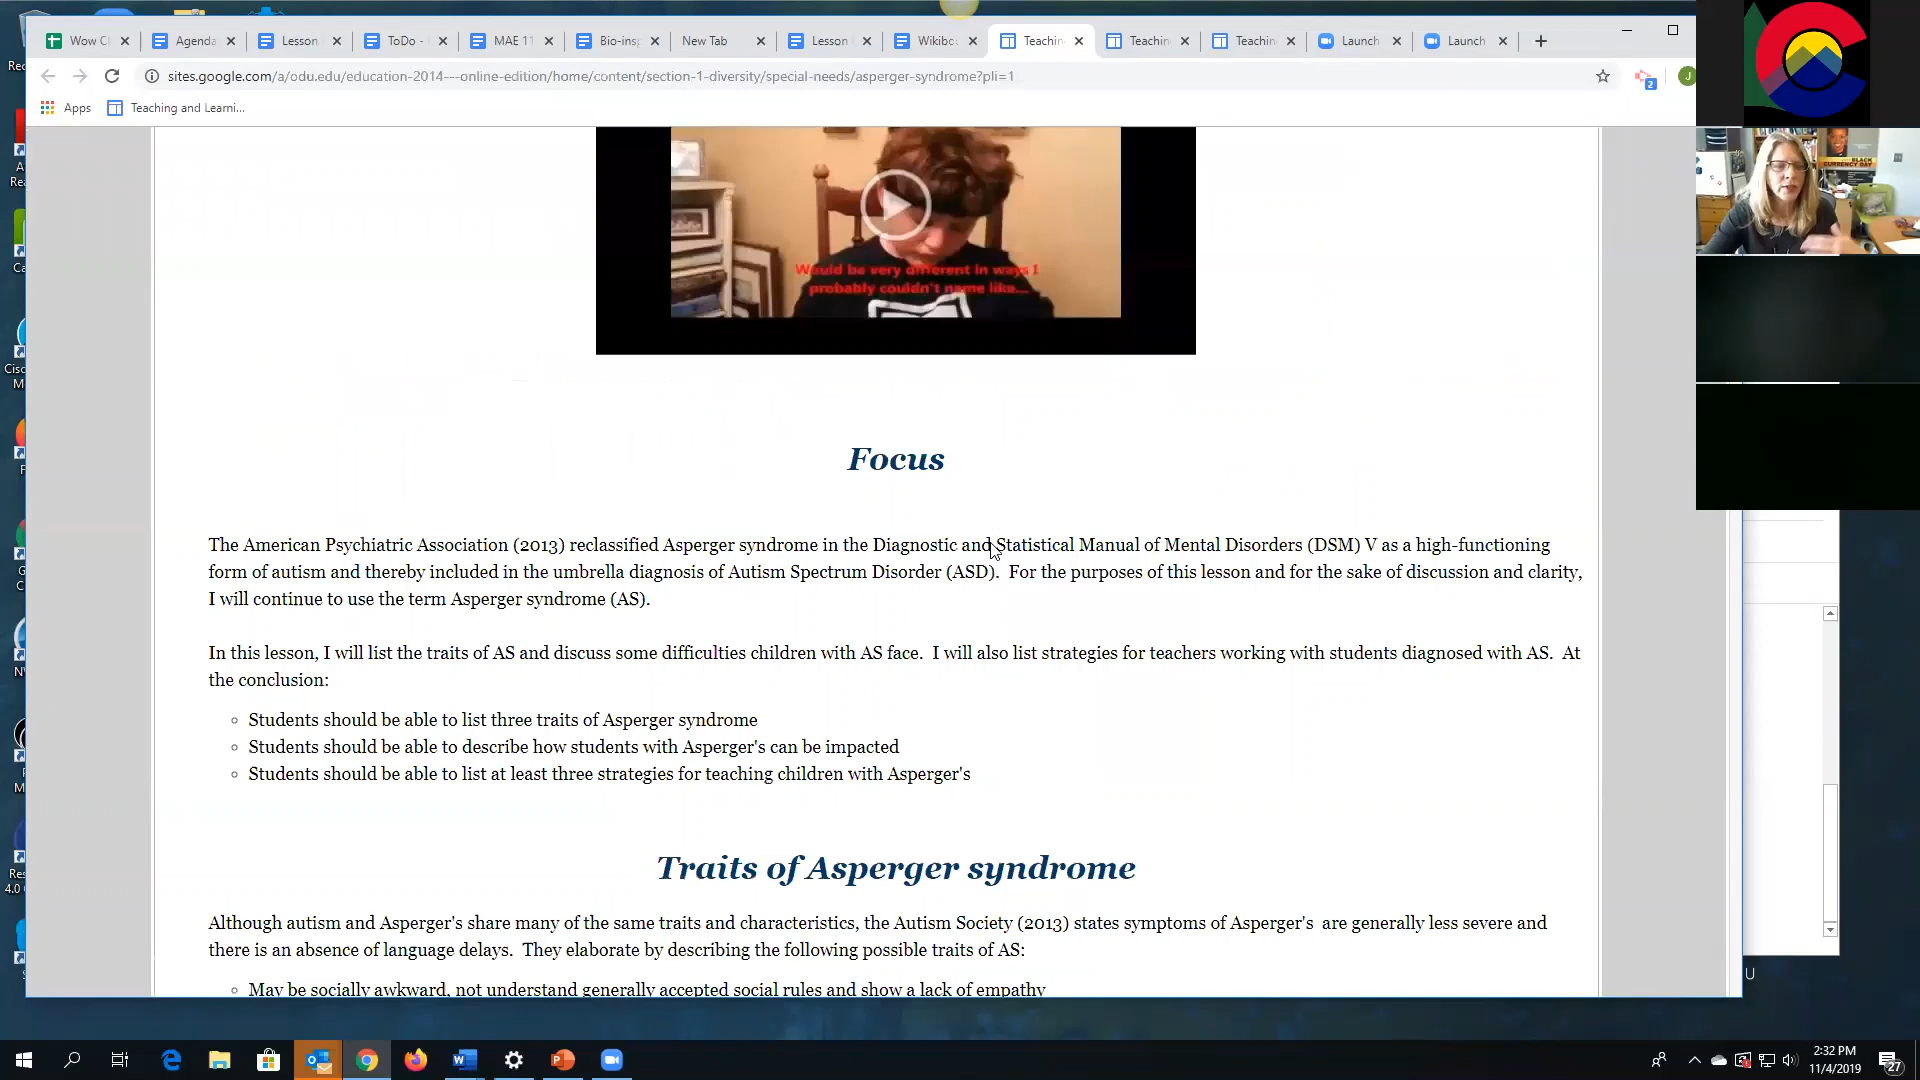 Wow C
Agenda
Lesson
ToDo -
MAE 11
Bio-ins
New Tab
Lesson
Wikibo
Teachin
Teachin
Teachin
Launch
Launch
sites.google.com/a/odu.edu/education-2014---online-edition/home/content/section-1-diversity/special-needs/asperger-syndrome?pli=1
2
J
Apps
Teaching and Learni...
BLACK
CURRENCY DAY
Would be very different in ways I
probably couldn't name like...
Focus
The American Psychiatric Association (2013) reclassified Asperger syndrome in the Diagnostic and Statistical Manual of Mental Disorders (DSM) V as a high-functioning
form of autism and thereby included in the umbrella diagnosis of Autism Spectrum Disorder (ASD).  For the purposes of this lesson and for the sake of discussion and clarity,
I will continue to use the term Asperger syndrome (AS).
In this lesson, I will list the traits of AS and discuss some difficulties children with AS face.  I will also list strategies for teachers working with students diagnosed with AS.  At
the conclusion:
Students should be able to list three traits of Asperger syndrome
Students should be able to describe how students with Asperger's can be impacted
Students should be able to list at least three strategies for teaching children with Asperger's
Traits of Asperger syndrome
Although autism and Asperger's share many of the same traits and characteristics, the Autism Society (2013) states symptoms of Asperger's  are generally less severe and
there is an absence of language delays.  They elaborate by describing the following possible traits of AS:
May be socially awkward, not understand generally accepted social rules and show a lack of empathy
U
2:32 PM
11/4/2019
27